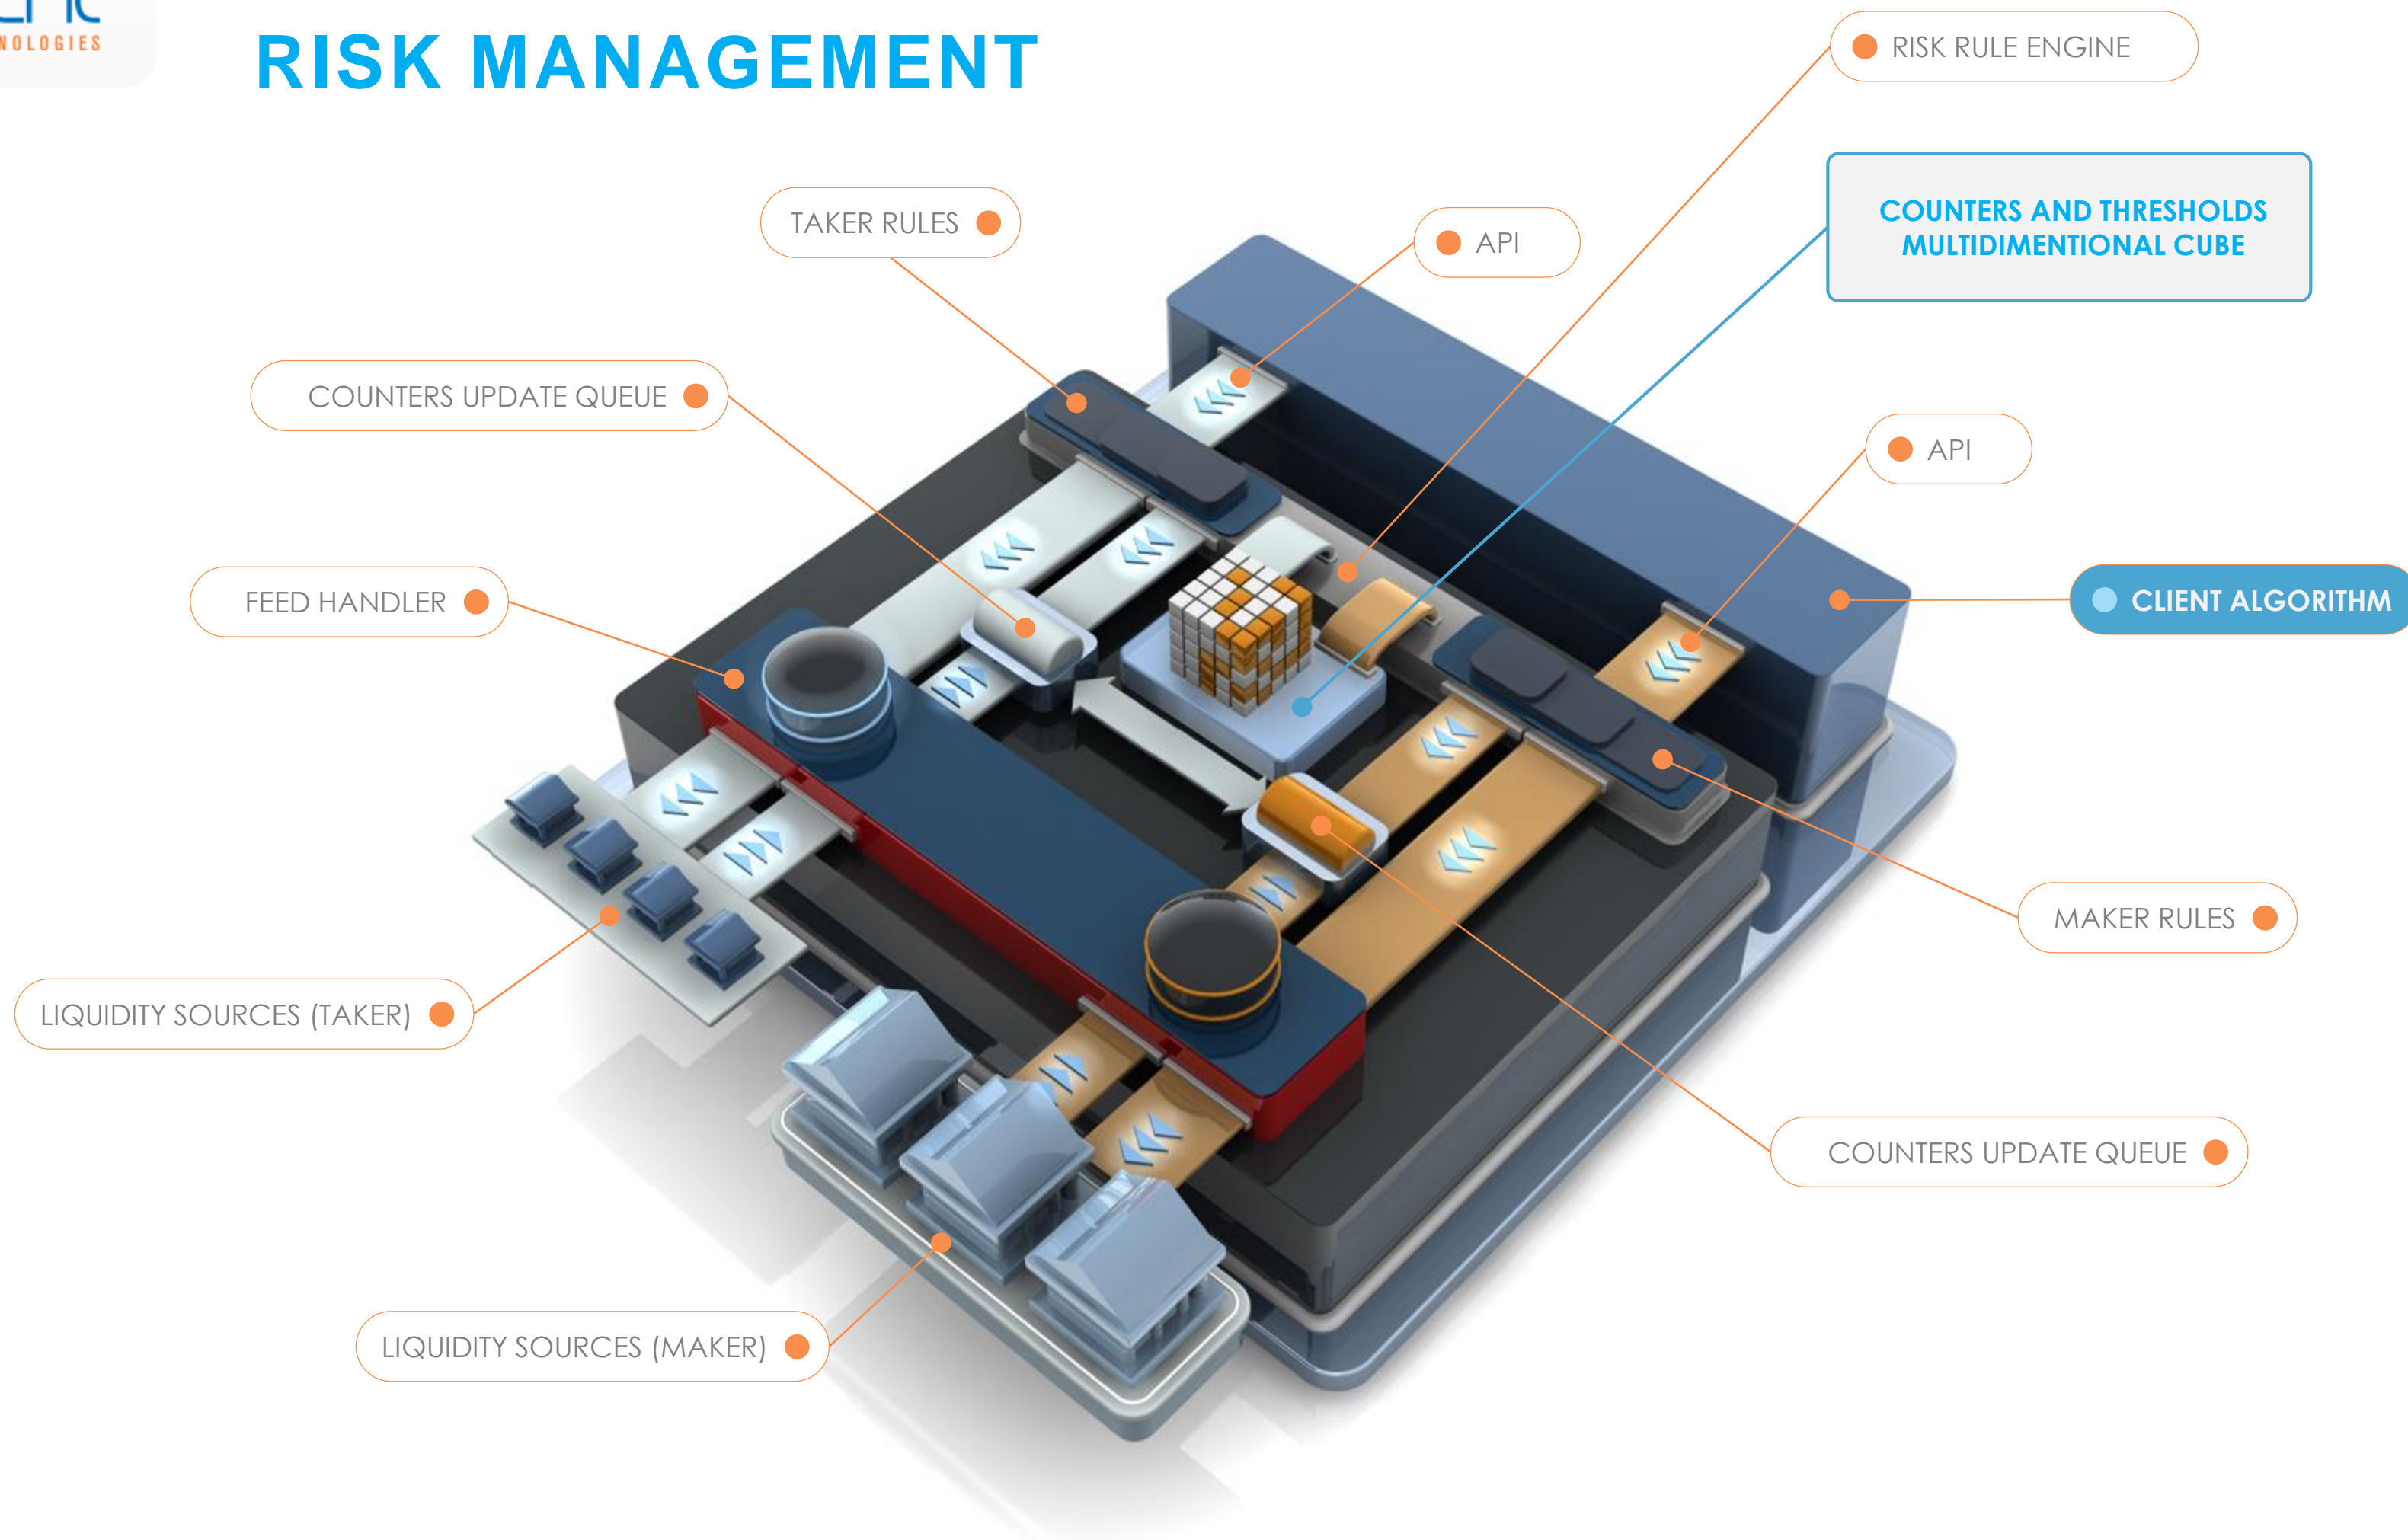 NOLOGIES
RISK MANAGEMENT
RISK RULE ENGINE
COUNTERS AND THRESHOLDS
MULTIDIMENTIONAL CUBE
TAKER RULES
API
COUNTERS UPDATE QUEUE
API
FEED HANDLER
CLIENT ALGORITHM
MAKER RULES
LIQUIDITY SOURCES (TAKER)
COUNTERS UPDATE QUEUE
LIQUIDITY SOURCES (MAKER)